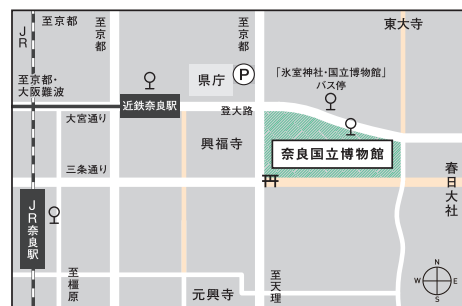 JR
至京都
至京都
至京都
東大寺
至京都・
大阪難波
県庁
P
「氷室神社・国立博物館」
バス停
近鉄奈良駅
大宮通り
登大路
興福寺
奈良国立博物館
三条通り
春日大社
JR奈良駅
至橿原
元興寺
至天理
N
W
E
S